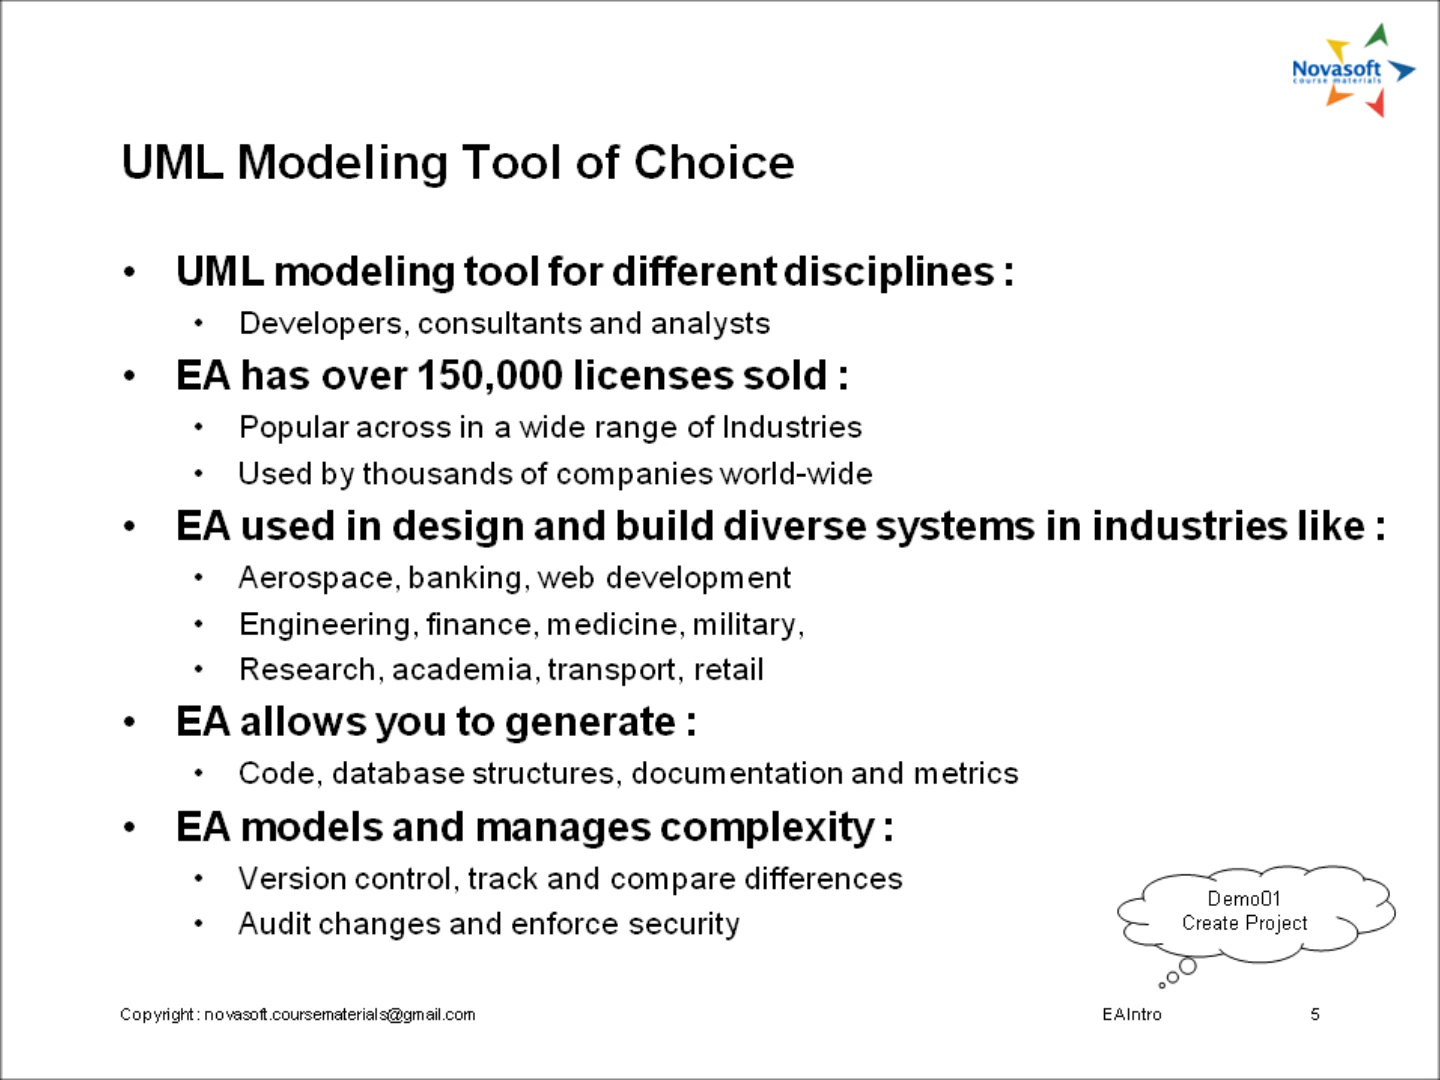 Novasoft
course materials
UML Modeling Tool of Choice
• UML modeling tool for different disciplines :
• Developers, consultants and analysts
• EA has over 150,000 licenses sold :
• Popular across in a wide range of Industries
• Used by thousands of companies world-wide
• EA used in design and build diverse systems in industries like :
• Aerospace, banking, web development
• Engineering, finance, medicine, military,
• Research, academia, transport, retail
• EA allows you to generate :
• Code, database structures, documentation and metrics
• EA models and manages complexity :
• Version control, track and compare differences
• Audit changes and enforce security
Demo01
Create Project
Copyright : novasoft.coursematerials@gmail.com EAIntro 5